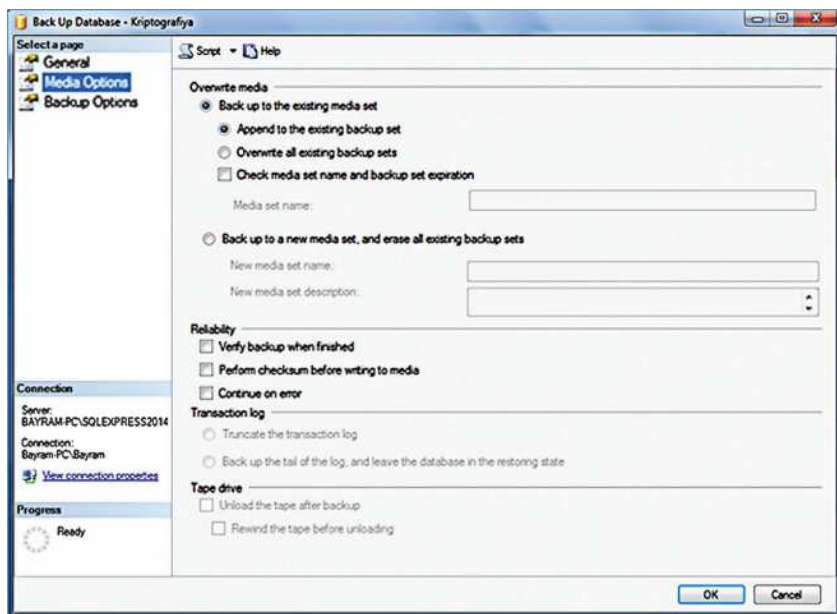 Back Up Database - Kriptografiya
Select a page
General
Media Options
Backup Options
Script
Help
Overwrite media
Back up to the existing media set
Append to the existing backup set
Overwrite all existing backup sets
Check media set name and backup set expiration
Media set name:
Back up to a new media set, and erase all existing backup sets
New media set name:
New media set description:
Reliability
Verify backup when finished
Perform checksum before writing to media
Continue on error
Transaction log
Truncate the transaction log
Back up the tail of the log, and leave the database in the restoring state
Tape drive
Unload the tape after backup
Rewind the tape before unloading
Connection
Server:
BAYRAM-PC\SQLEXPRESS2014
Connection:
Bayram-PC\Bayram
View connection properties
Progress
Ready
OK
Cancel